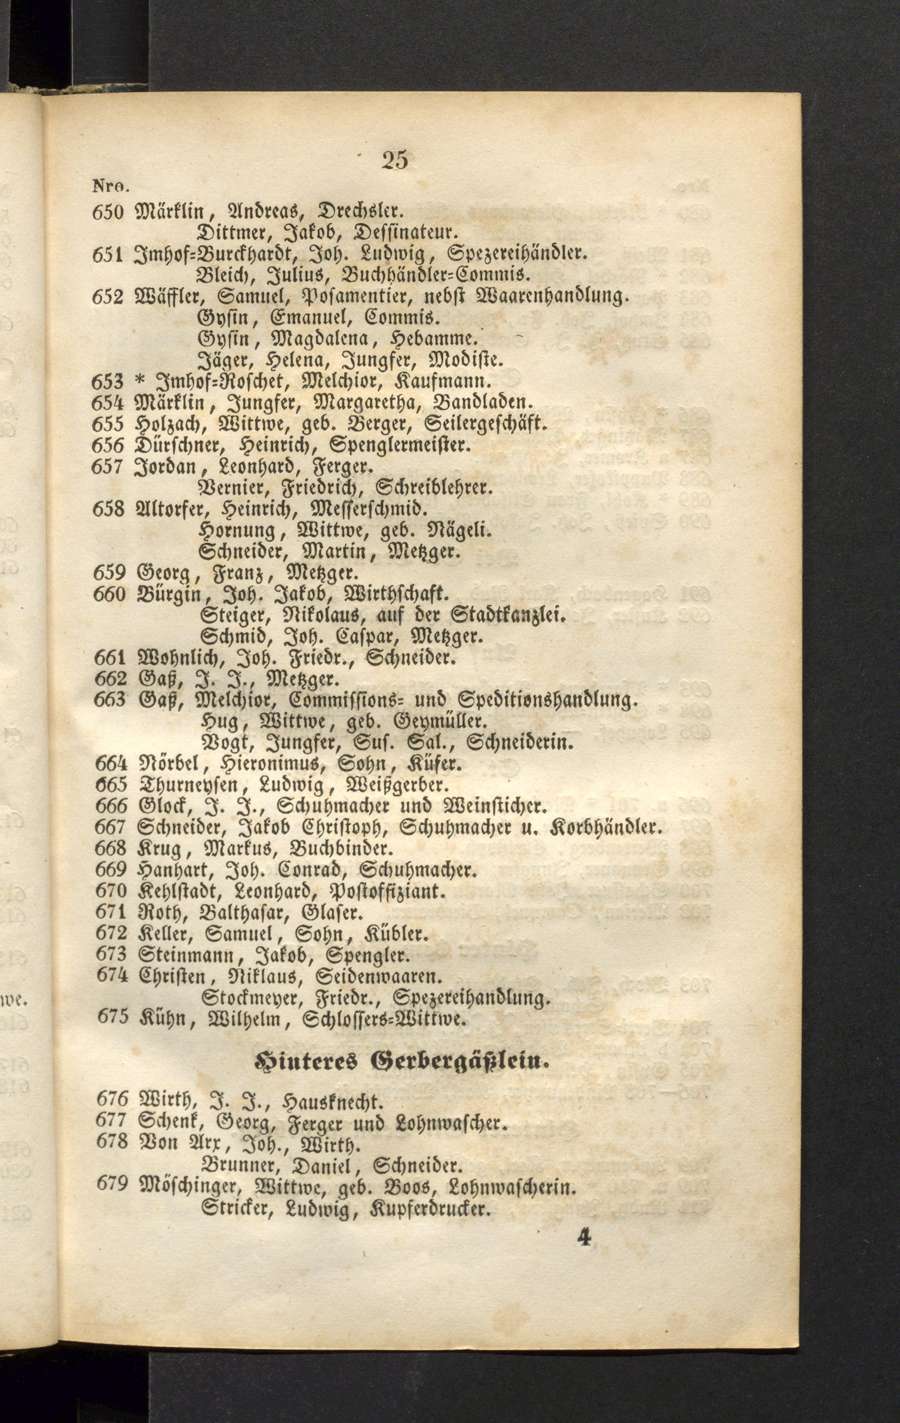 25
Nro.
650 Märklin, Andreas, Drechsler.
Dittmer, Jakob, Dessinateur.
651 Imhof-Burckhardt, Joh. Ludwig, Spezereihändler.
Bleich, Julius, Buchhändler-Commis.
652 Wäffler, Samuel, Posamentier, nebst Waarenhandlung.
Gysin, Emanuel, Commis.
Gysin, Magdalena, Hebamme.
Jäger, Helena, Jungfer, Modiste.
653 * Imhof-Roschet, Melchior, Kaufmann.
654 Märklin, Jungfer, Margaretha, Bandladen.
655 Holzach, Wittwe, geb. Berger, Seilergeschäft.
656 Dürschner, Heinrich, Spenglermeister.
657 Jordan, Leonhard, Ferger.
Vernier, Friedrich, Schreiblehrer.
658 Altorfer, Heinrich, Messerschmid.
Hornung, Wittwe, geb. Nägeli.
Schneider, Martin, Metzger.
659 Georg, Franz, Metzger.
660 Bürgin, Joh. Jakob, Wirthschaft.
Steiger, Nikolaus, auf der Stadtkanzlei.
Schmid, Joh. Caspar, Metzger.
661 Wohnlich, Joh. Friedr., Schneider.
662 Gaß, J. J., Metzger.
663 Gaß, Melchior, Commissions- und Speditionshandlung.
Hug, Wittwe, geb. Geymüller.
Vogt, Jungfer, Sus. Sal., Schneiderin.
664 Nörbel, Hieronimus, Sohn, Küfer.
665 Thurneysen, Ludwig, Weißgerber.
666 Glock, J. J., Schuhmacher und Weinsticher.
667 Schneider, Jakob Christoph, Schuhmacher u. Korbhändler.
668 Krug, Markus, Buchbinder.
669 Hanhart, Joh. Conrad, Schuhmacher.
670 Kehlstadt, Leonhard, Postoffiziant.
671 Roth, Balthasar, Glaser.
672 Keller, Samuel, Sohn, Kübler.
673 Steinmann, Jakob, Spengler.
674 Christen, Niklaus, Seidenwaaren.
Stockmeyer, Friedr., Spezereihandlung.
we.
675 Kühn, Wilhelm, Schlossers-Wittwe.
Hinteres Gerbergäßlein.
676 Wirth, J. J., Hausknecht.
677 Schenk, Georg, Ferger und Lohnwascher.
678 Von Arx, Joh., Wirth.
Brunner, Daniel, Schneider.
679 Möschinger, Wittwe, geb. Boos, Lohnwascherin.
Stricker, Ludwig, Kupferdrucker.
4